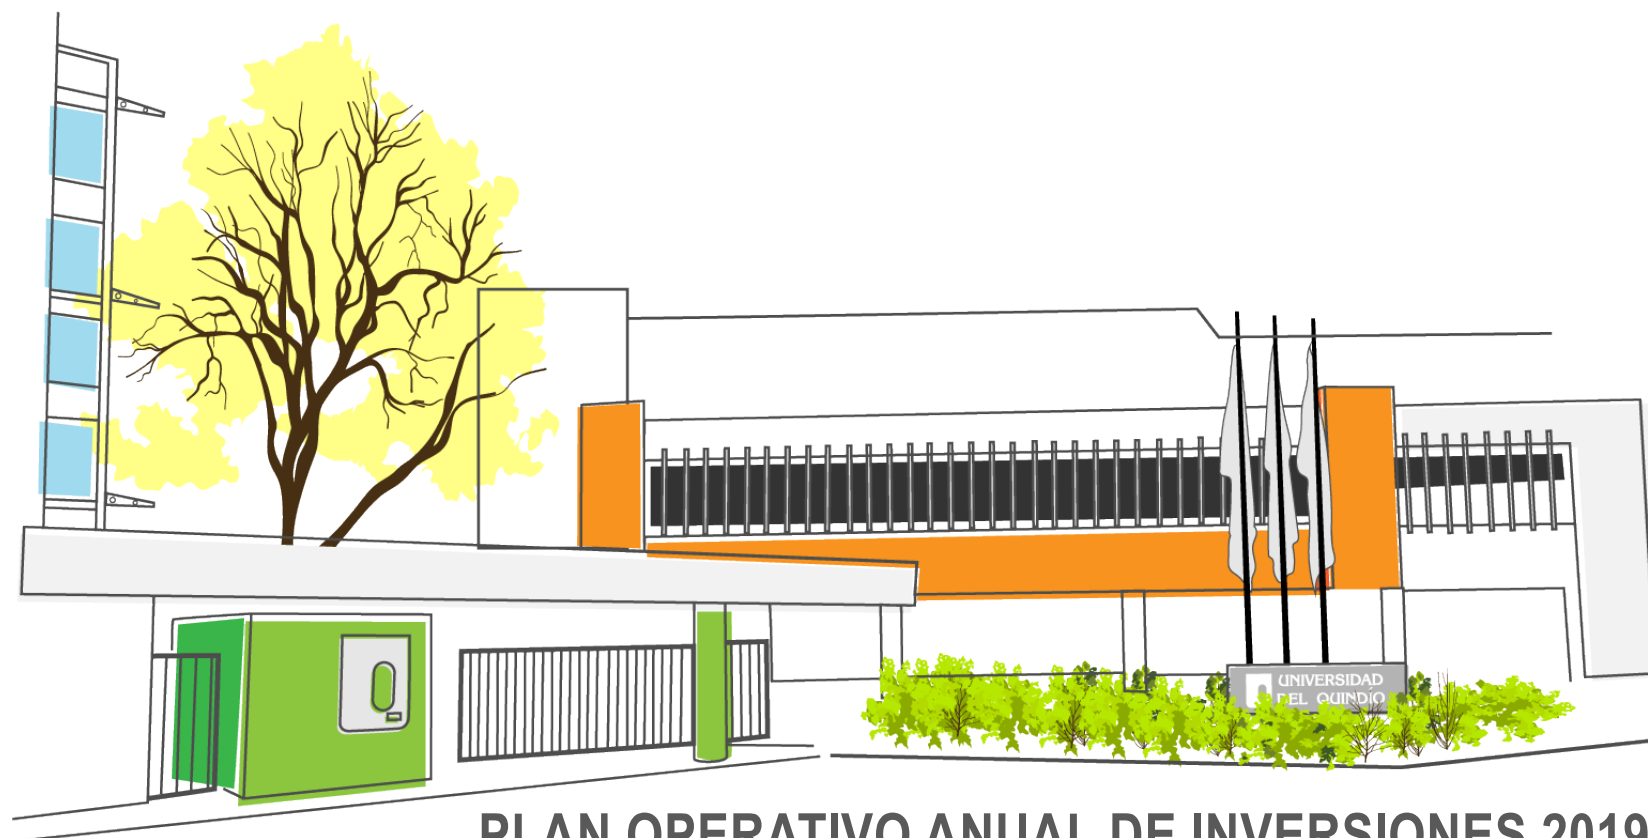 UNIVERSIDAD
DEL QUINDÍO
PLAN OPERATIVO ANUAL DE INVERSIONES 2019